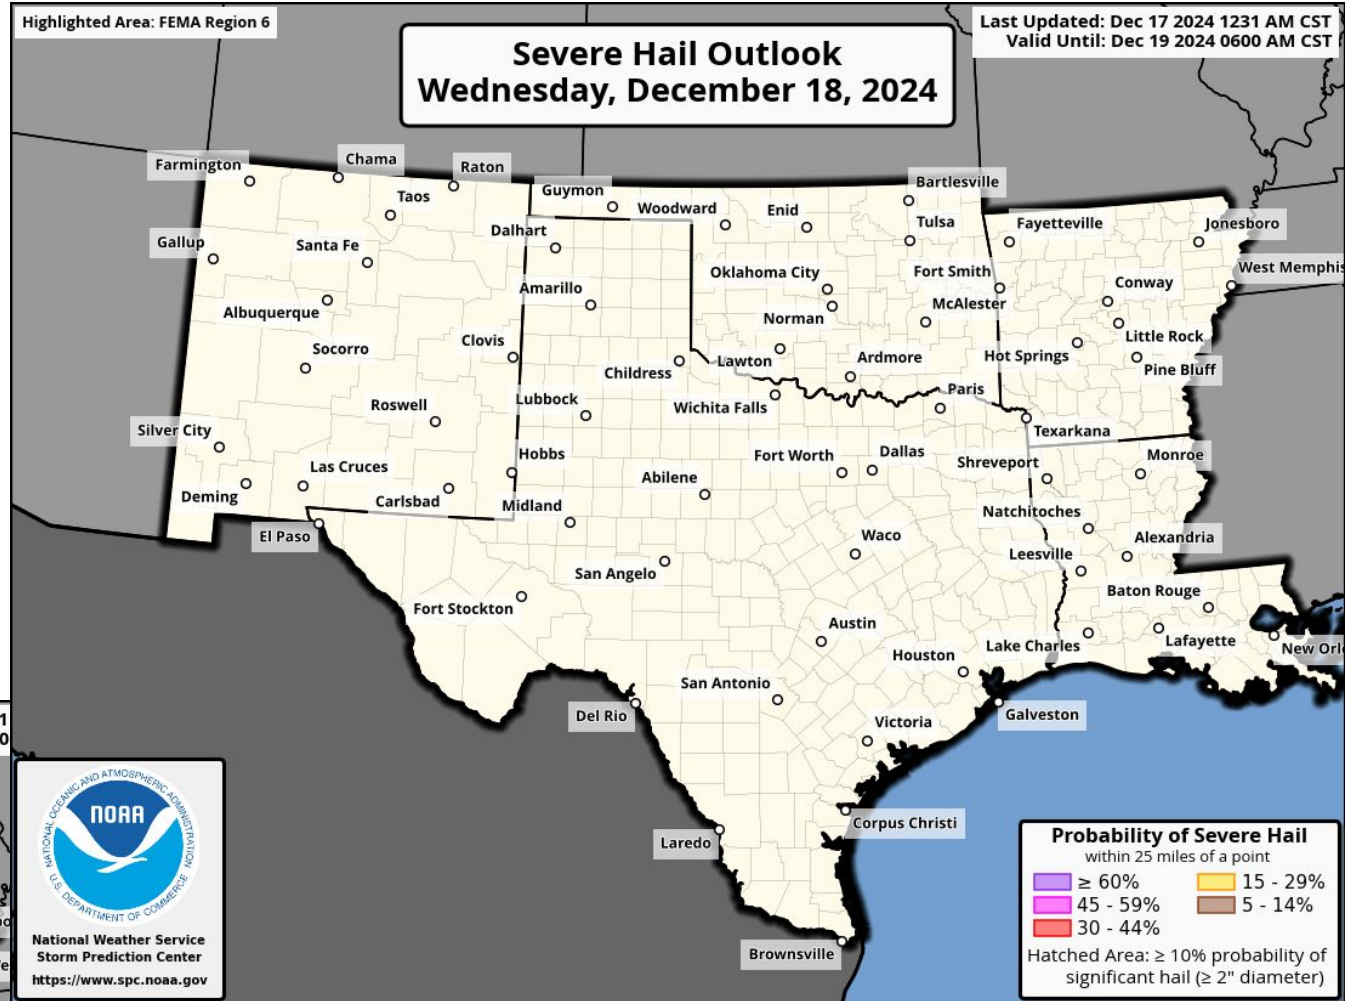 Highlighted Area: FEMA Region 6
Last Updated: Dec 17 2024 1231 AM CST
Valid Until: Dec 19 2024 0600 AM CST
Severe Hail Outlook
Wednesday, December 18, 2024
Farmington
Chama
Raton
Taos
Guymon
Woodward
Enid
Bartlesville
Tulsa
Fayetteville
Jonesboro
Gallup
Santa Fe
Dalhart
Oklahoma City
Fort Smith
West Memphis
Amarillo
Conway
Albuquerque
Norman
McAlester
Socorro
Clovis
Little Rock
Childress
Lawton
Ardmore
Hot Springs
Pine Bluff
Roswell
Lubbock
Wichita Falls
Paris
Silver City
Texarkana
Las Cruces
Hobbs
Fort Worth
Dallas
Shreveport
Monroe
Deming
Carlsbad
Midland
Abilene
Natchitoches
El Paso
Waco
Alexandria
San Angelo
Leesville
Fort Stockton
Baton Rouge
Austin
Lake Charles
Lafayette
New Orl
Houston
San Antonio
Del Rio
Victoria
Galveston
Corpus Christi
Laredo
Brownsville
NATIONAL OCEANIC AND ATMOSPHERIC ADMINISTRATION
NOAA
U.S. DEPARTMENT OF COMMERCE
National Weather Service
Storm Prediction Center
https://www.spc.noaa.gov
Probability of Severe Hail
within 25 miles of a point
≥ 60%
15 - 29%
45 - 59%
5 - 14%
30 - 44%
Hatched Area: ≥ 10% probability of
significant hail (≥ 2" diameter)